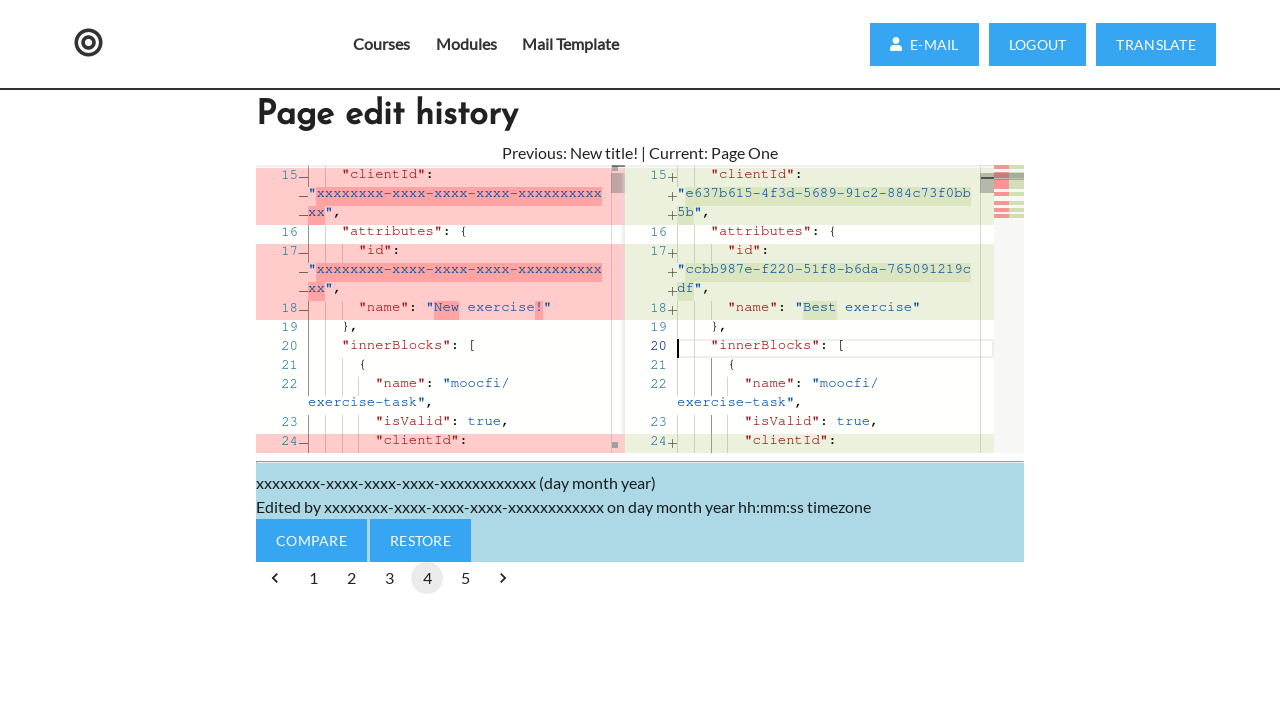 Courses Modules Mail Template E-MAIL LOGOUT TRANSLATE
Page edit history
Previous: New title! | Current: Page One
15 "clientId":
"xxxxxxxx-xxxx-xxxx-xxxx-xxxxxxxxxx
xx",
16 "attributes": {
17 "id":
"xxxxxxxx-xxxx-xxxx-xxxx-xxxxxxxxxx
xx",
18 "name": "New exercise!"
19 },
20 "innerBlocks": [
21 {
22 "name": "moocfi/
exercise-task",
23 "isValid": true,
24 "clientId":
15 "clientId":
"e637b615-4f3d-5689-91c2-884c73f0bb
5b",
16 "attributes": {
17 "id":
"ccbb987e-f220-51f8-b6da-765091219c
df",
18 "name": "Best exercise"
19 },
20 "innerBlocks": [
21 {
22 "name": "moocfi/
exercise-task",
23 "isValid": true,
24 "clientId":
xxxxxxxx-xxxx-xxxx-xxxx-xxxxxxxxxxxx (day month year)
Edited by xxxxxxxx-xxxx-xxxx-xxxx-xxxxxxxxxxxx on day month year hh:mm:ss timezone
COMPARE RESTORE
1 2 3 4 5